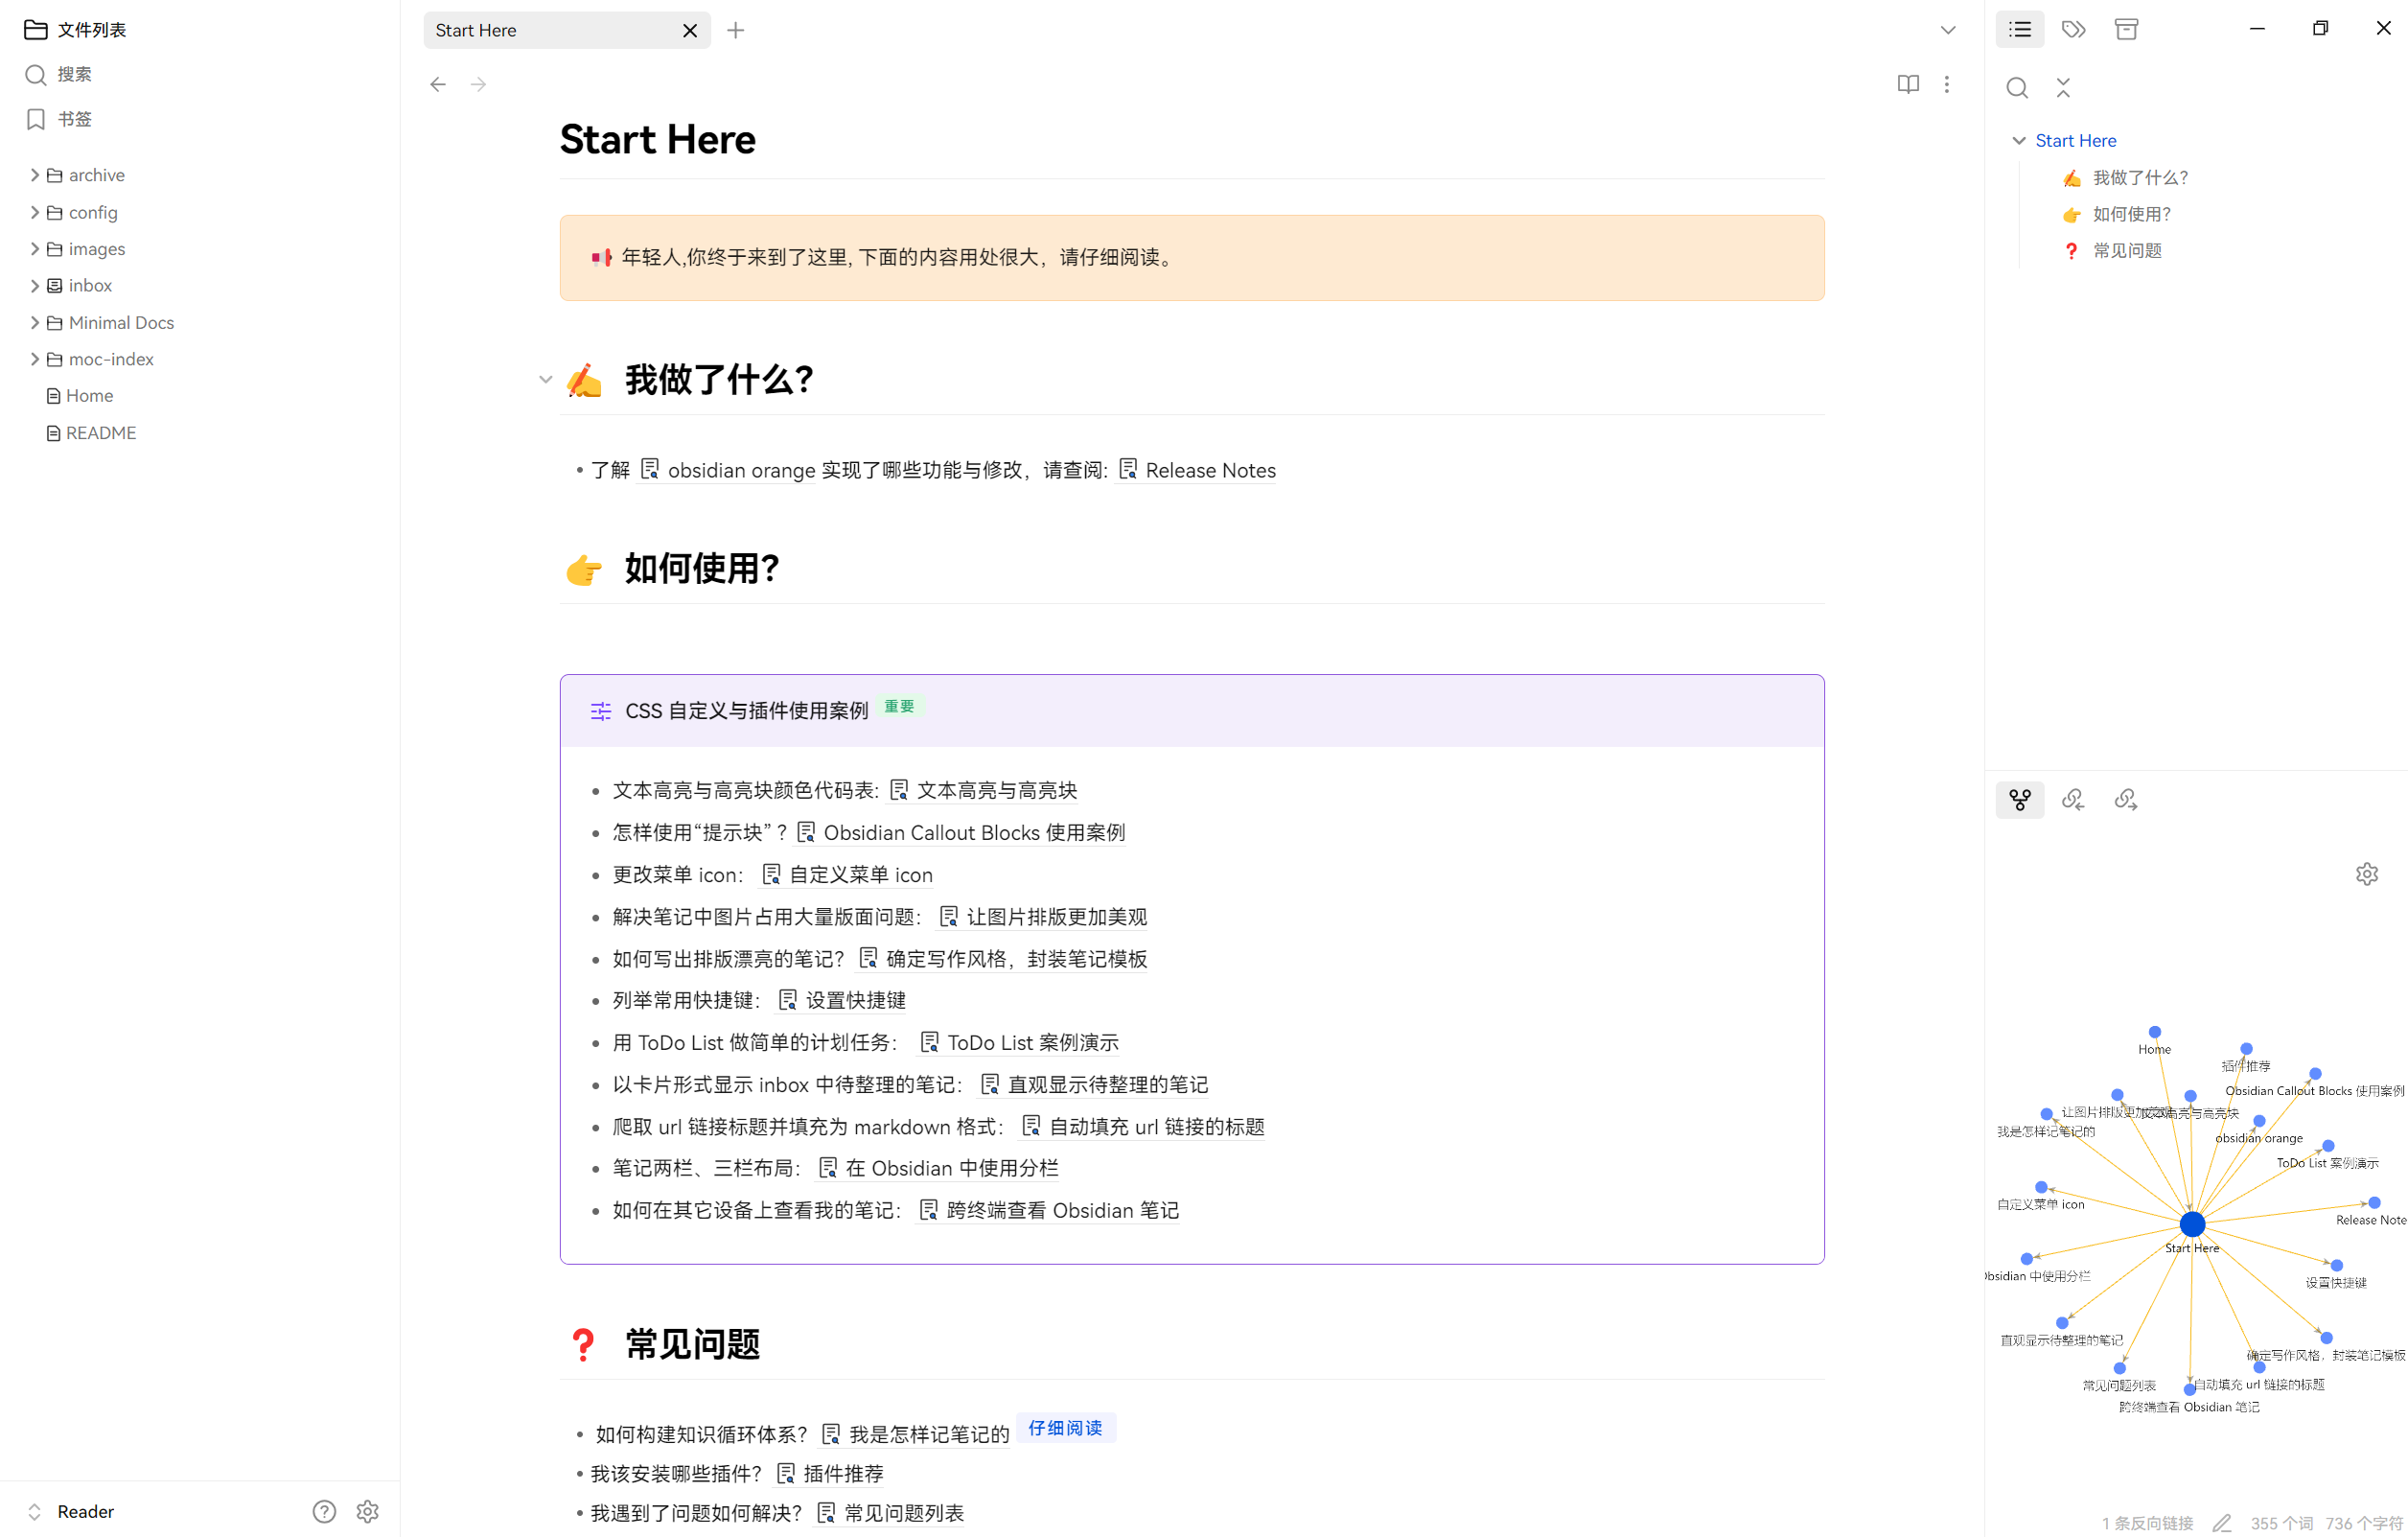 文件列表
搜索
书签
archive
config
images
inbox
Minimal Docs
moc-index
Home
README
Reader
Start Here
Start Here
年轻人,你终于来到了这里, 下面的内容用处很大，请仔细阅读。
我做了什么？
了解 obsidian orange 实现了哪些功能与修改，请查阅: Release Notes
如何使用？
CSS 自定义与插件使用案例 重要
文本高亮与高亮块颜色代码表: 文本高亮与高亮块
怎样使用“提示块” ? Obsidian Callout Blocks 使用案例
更改菜单 icon： 自定义菜单 icon
解决笔记中图片占用大量版面问题： 让图片排版更加美观
如何写出排版漂亮的笔记？ 确定写作风格，封装笔记模板
列举常用快捷键： 设置快捷键
用 ToDo List 做简单的计划任务： ToDo List 案例演示
以卡片形式显示 inbox 中待整理的笔记： 直观显示待整理的笔记
爬取 url 链接标题并填充为 markdown 格式： 自动填充 url 链接的标题
笔记两栏、三栏布局： 在 Obsidian 中使用分栏
如何在其它设备上查看我的笔记： 跨终端查看 Obsidian 笔记
❓ 常见问题
如何构建知识循环体系？ 我是怎样记笔记的 仔细阅读
我该安装哪些插件？ 插件推荐
我遇到了问题如何解决？ 常见问题列表
Start Here
我做了什么？
如何使用？
❓ 常见问题
Home
插件推荐
Obsidian Callout Blocks 使用案例
让图片排版更加
文本高亮与高亮块
我是怎样记笔记的
obsidian orange
ToDo List 案例演示
自定义菜单 icon
Release Note
Start Here
Obsidian 中使用分栏
设置快捷键
直观显示待整理的笔记
确定写作风格，封装笔记模板
常见问题列表
自动填充 url 链接的标题
跨终端查看 Obsidian 笔记
1 条反向链接 355 个词 736 个字符